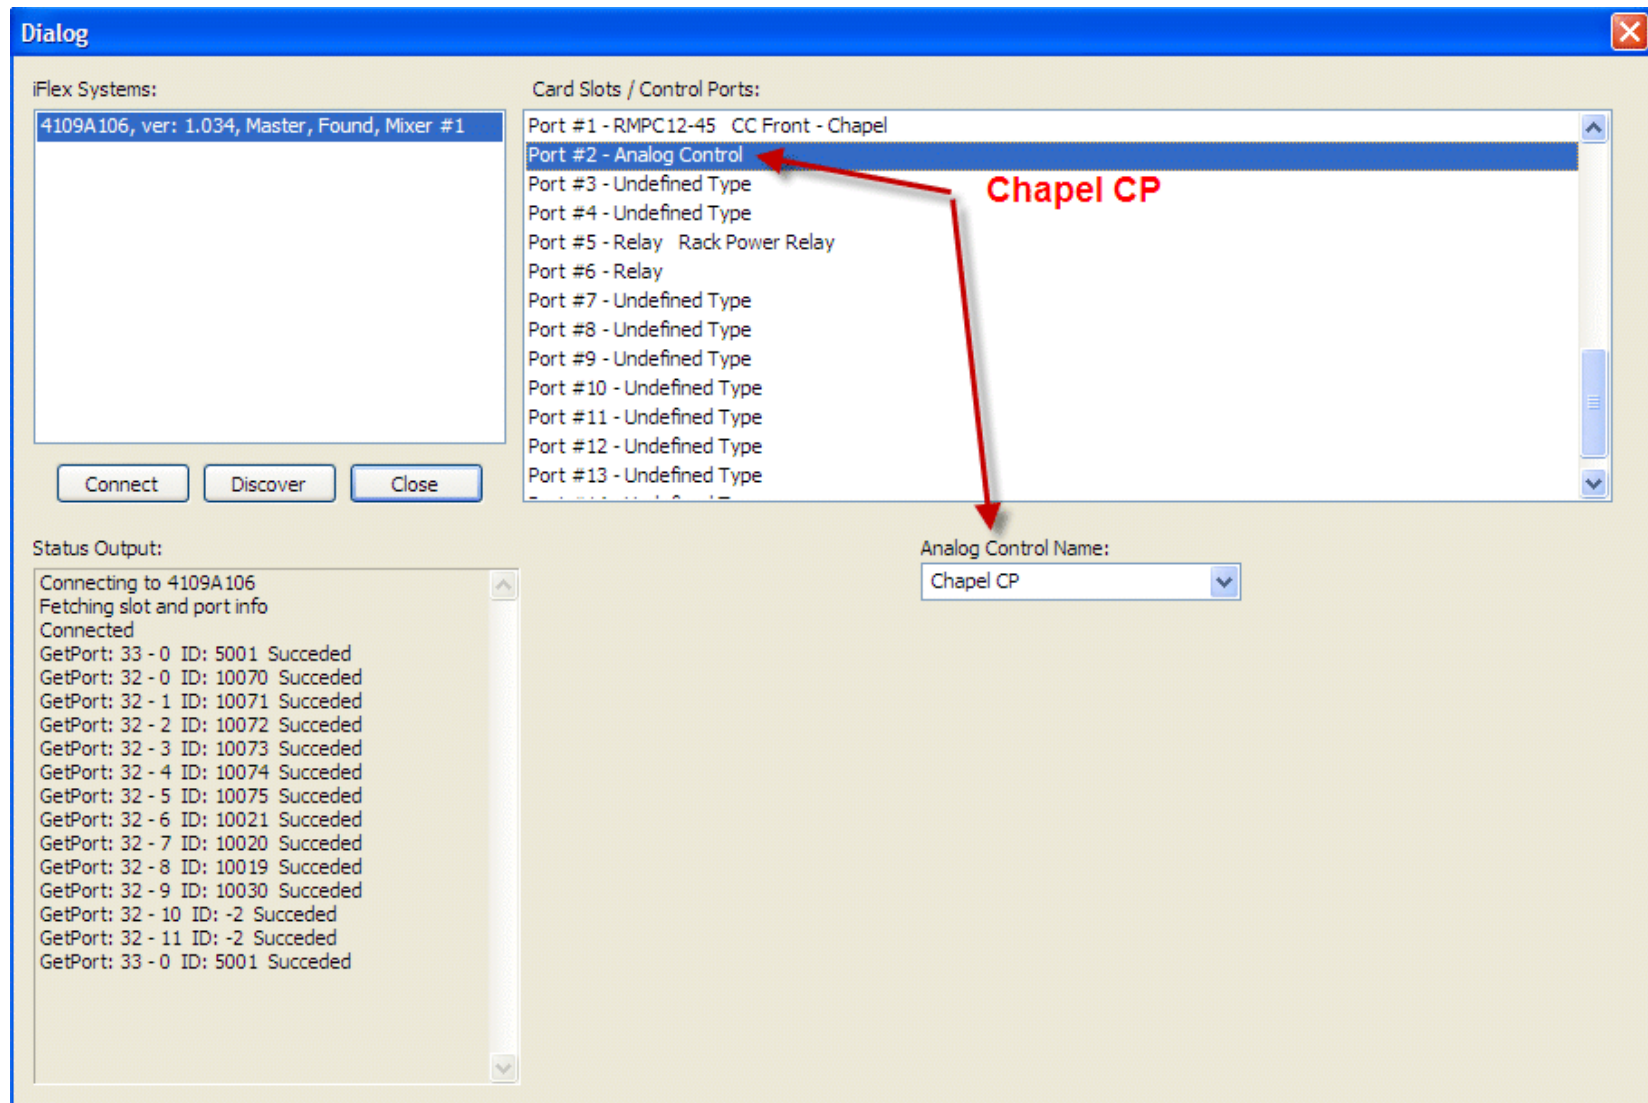 Dialog
iFlex Systems:
4109A106, ver: 1.034, Master, Found, Mixer #1
Connect
Discover
Close
Card Slots / Control Ports:
Port #1 - RMPC12-45 CC Front - Chapel
Port #2 - Analog Control
Port #3 - Undefined Type
Port #4 - Undefined Type
Port #5 - Relay Rack Power Relay
Port #6 - Relay
Port #7 - Undefined Type
Port #8 - Undefined Type
Port #9 - Undefined Type
Port #10 - Undefined Type
Port #11 - Undefined Type
Port #12 - Undefined Type
Port #13 - Undefined Type
Chapel CP
Status Output:
Connecting to 4109A106
Fetching slot and port info
Connected
GetPort: 33 - 0 ID: 5001 Succeded
GetPort: 32 - 0 ID: 10070 Succeded
GetPort: 32 - 1 ID: 10071 Succeded
GetPort: 32 - 2 ID: 10072 Succeded
GetPort: 32 - 3 ID: 10073 Succeded
GetPort: 32 - 4 ID: 10074 Succeded
GetPort: 32 - 5 ID: 10075 Succeded
GetPort: 32 - 6 ID: 10021 Succeded
GetPort: 32 - 7 ID: 10020 Succeded
GetPort: 32 - 8 ID: 10019 Succeded
GetPort: 32 - 9 ID: 10030 Succeded
GetPort: 32 - 10 ID: -2 Succeded
GetPort: 32 - 11 ID: -2 Succeded
GetPort: 33 - 0 ID: 5001 Succeded
Analog Control Name:
Chapel CP